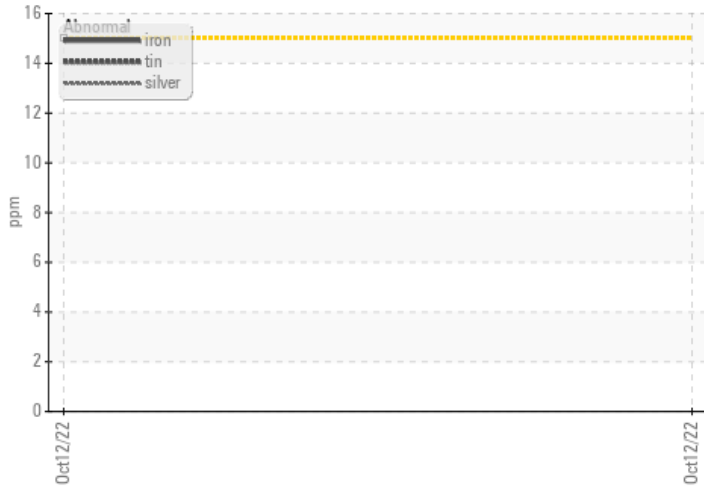 16
14
12
10
8
6
4
2
0
ppm
Abnormal
iron
tin
silver
Oct12/22
Oct12/22